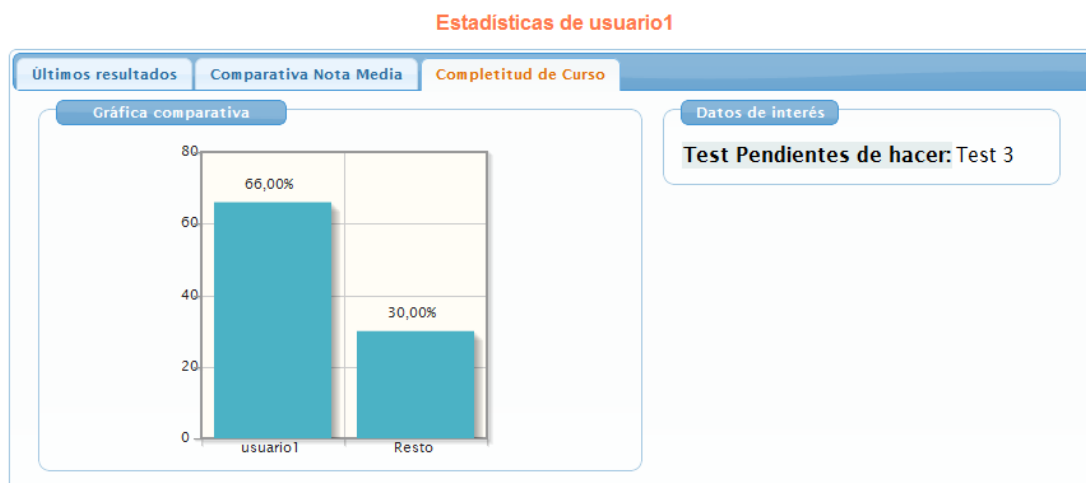 Estadísticas de usuario1
Últimos resultados
Comparativa Nota Media
Completitud de Curso
Gráfica comparativa
80
60
40
20
0
66,00%
30,00%
usuario1
Resto
Datos de interés
Test Pendientes de hacer: Test 3